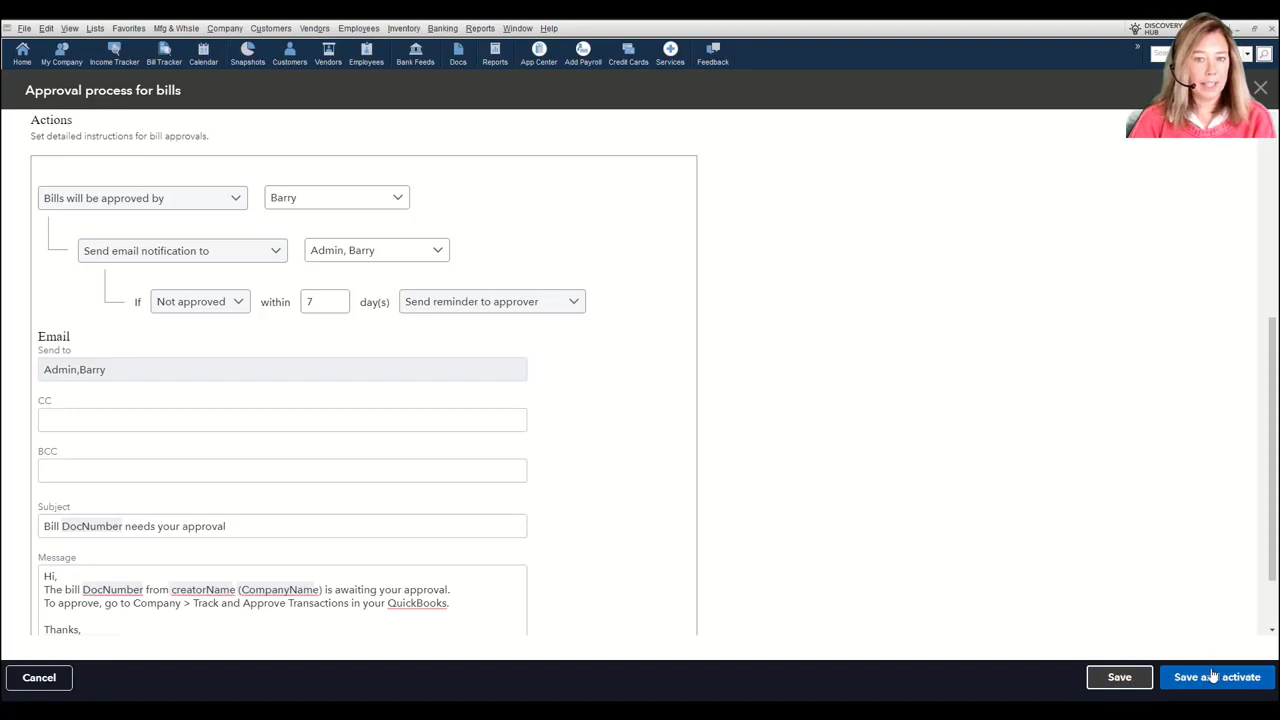 File Edit View Lists Favorites Mfg & Whsle Company Customers Vendors Employees Inventory Banking Reports Window Help
DISCOVERY
HUB
Home My Company Income Tracker Bill Tracker Calendar Snapshots Customers Vendors Employees Bank Feeds Docs Reports App Center Add Payroll Credit Cards Services Feedback
Approval process for bills
Actions
Set detailed instructions for bill approvals.
Bills will be approved by Barry
Send email notification to Admin, Barry
If Not approved within 7 day(s) Send reminder to approver
Email
Send to
Admin,Barry
CC
BCC
Subject
Bill DocNumber needs your approval
Message
Hi,
The bill DocNumber from creatorName (CompanyName) is awaiting your approval.
To approve, go to Company > Track and Approve Transactions in your QuickBooks.
Thanks,
Cancel Save Save and activate